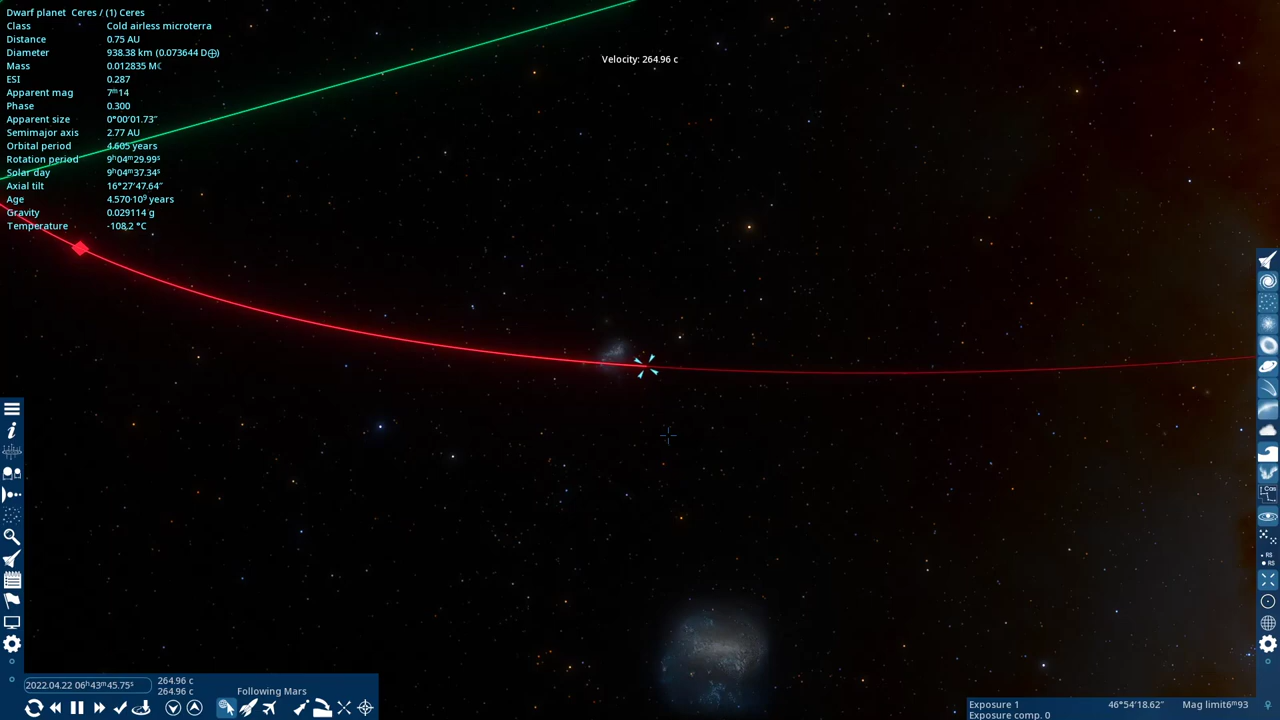 Dwarf planet Ceres / (1) Ceres
Class Cold airless microterra
Distance 0.75 AU
Diameter 938.38 km (0.073644 D⊕)
Mass 0.012835 M☾
ESI 0.287
Apparent mag 7ᵐ14
Phase 0.300
Apparent size 0°00′01.73″
Semimajor axis 2.77 AU
Orbital period 4.605 years
Rotation period 9ʰ04ᵐ29.99ˢ
Solar day 9ʰ04ᵐ37.34ˢ
Axial tilt 16°27′47.64″
Age 4.570·10⁹ years
Gravity 0.029114 g
Temperature -108.2 °C
Velocity: 264.96 c
Con
RS
RS
2022.04.22 06ʰ43ᵐ45.75ˢ
264.96 c
264.96 c
Following Mars
Exposure 1 46°54′18.62″ Mag limit6ᵐ93
Exposure comp. 0